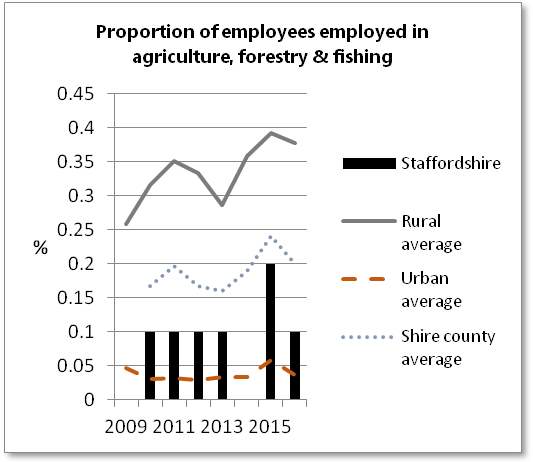 Proportion of employees employed in
agriculture, forestry & fishing
0.45
0.4
0.35
0.3
0.25
0.2
0.15
0.1
0.05
0
%
2009 2011 2013 2015
Staffordshire
Rural
average
Urban
average
Shire county
average